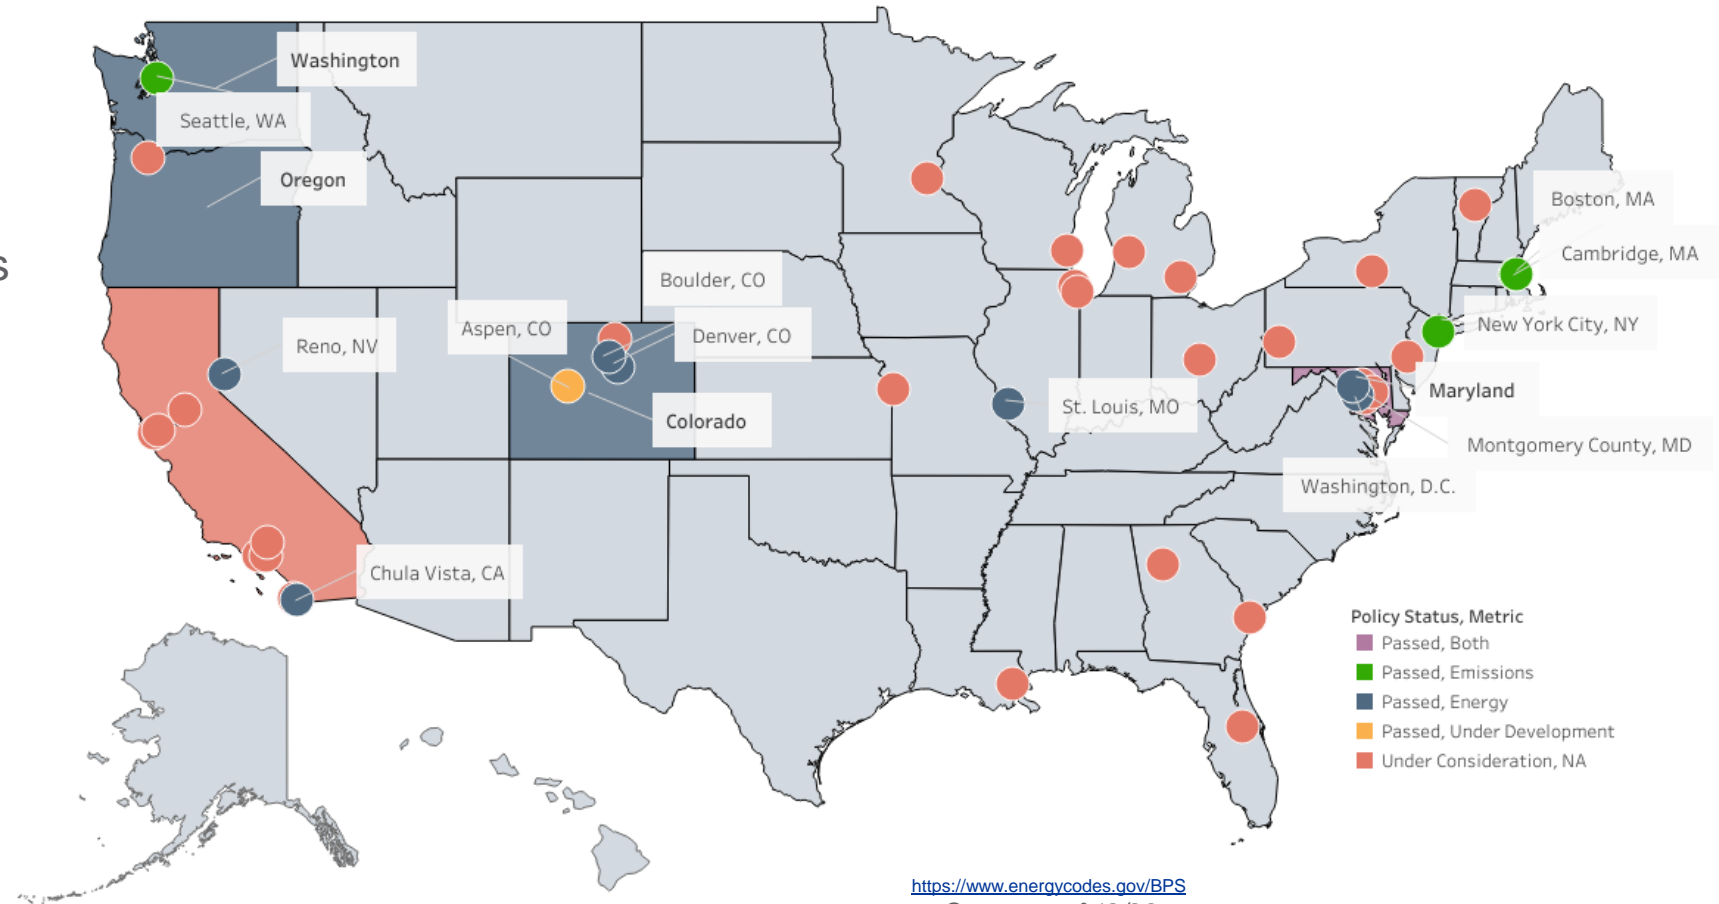 s
Washington
Seattle, WA
Oregon
Boston, MA
Cambridge, MA
Boulder, CO
Aspen, CO
Denver, CO
New York City, NY
Reno, NV
Maryland
St. Louis, MO
Colorado
Montgomery County, MD
Washington, D.C.
Chula Vista, CA
Policy Status, Metric
Passed, Both
Passed, Emissions
Passed, Energy
Passed, Under Development
Under Consideration, NA
https://www.energycodes.gov/BPS